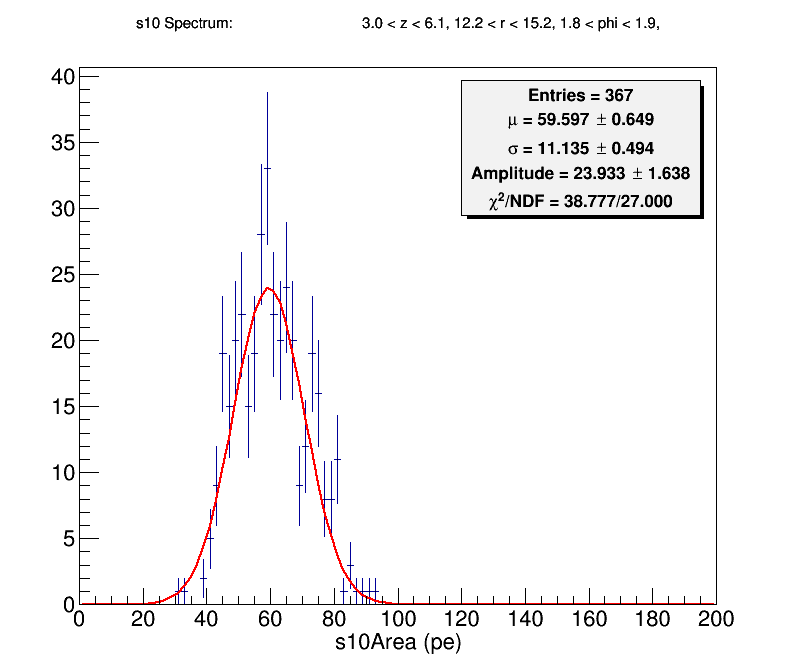 s10 Spectrum: 3.0 < z < 6.1, 12.2 < r < 15.2, 1.8 < phi < 1.9,
Entries = 367
μ = 59.597 ± 0.649
σ = 11.135 ± 0.494
Amplitude = 23.933 ± 1.638
χ²/NDF = 38.777/27.000
40
35
30
25
20
15
10
5
0
0 20 40 60 80 100 120 140 160 180 200
s10Area (pe)